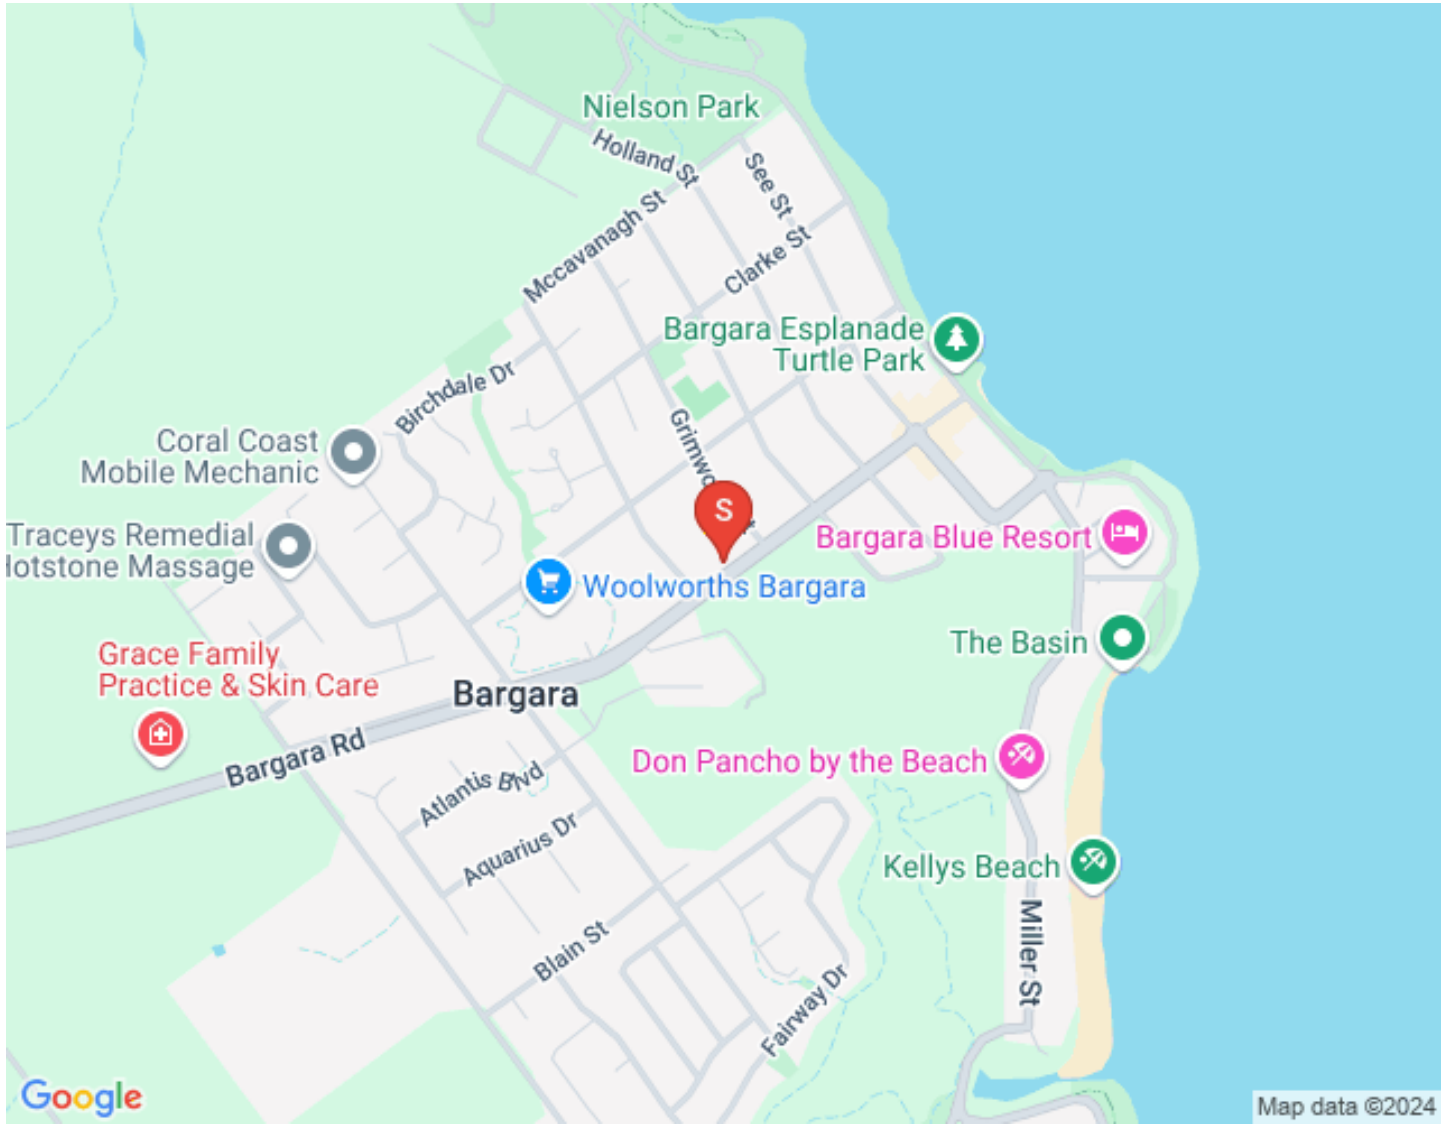 Nielson Park
Holland St
See St
Mccavanagh St
Clarke St
Bargara Esplanade
Turtle Park
Birchdale Dr
Coral Coast
Mobile Mechanic
S
Traceys Remedial
Hotstone Massage
Bargara Blue Resort
Woolworths Bargara
The Basin
Grace Family
Practice & Skin Care
Bargara
Bargara Rd
Don Pancho by the Beach
Atlantis Blvd
Aquarius Dr
Kellys Beach
Blain St
Miller St
Fairway Dr
Google
Map data ©2024